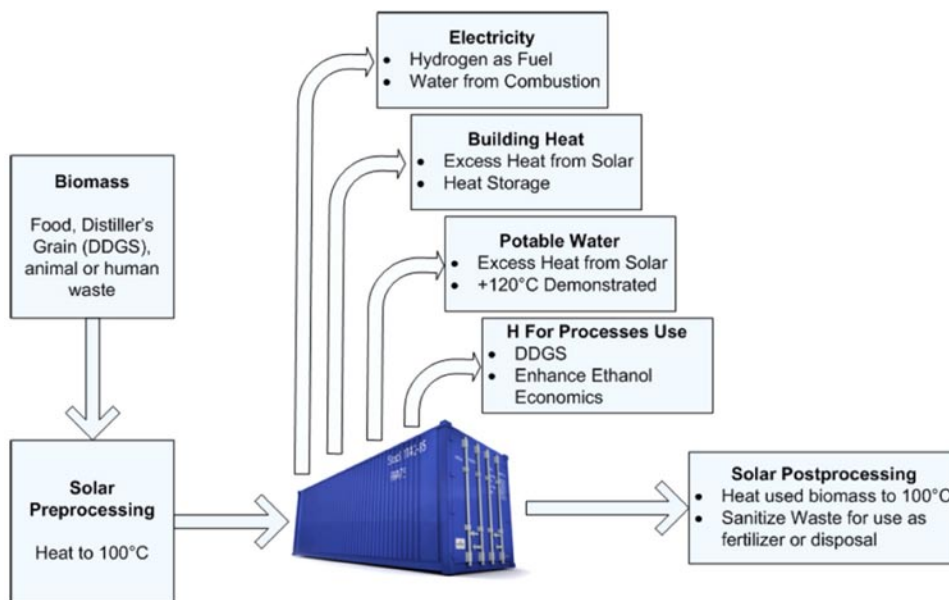 Electricity
• Hydrogen as Fuel
• Water from Combustion
Building Heat
• Excess Heat from Solar
• Heat Storage
Biomass
Food, Distiller's
Grain (DDGS),
animal or human
waste
Potable Water
• Excess Heat from Solar
• +120°C Demonstrated
H For Processes Use
• DDGS
• Enhance Ethanol
Economics
Solar
Preprocessing
Heat to 100°C
Solar Postprocessing
• Heat used biomass to 100°C
• Sanitize Waste for use as
fertilizer or disposal